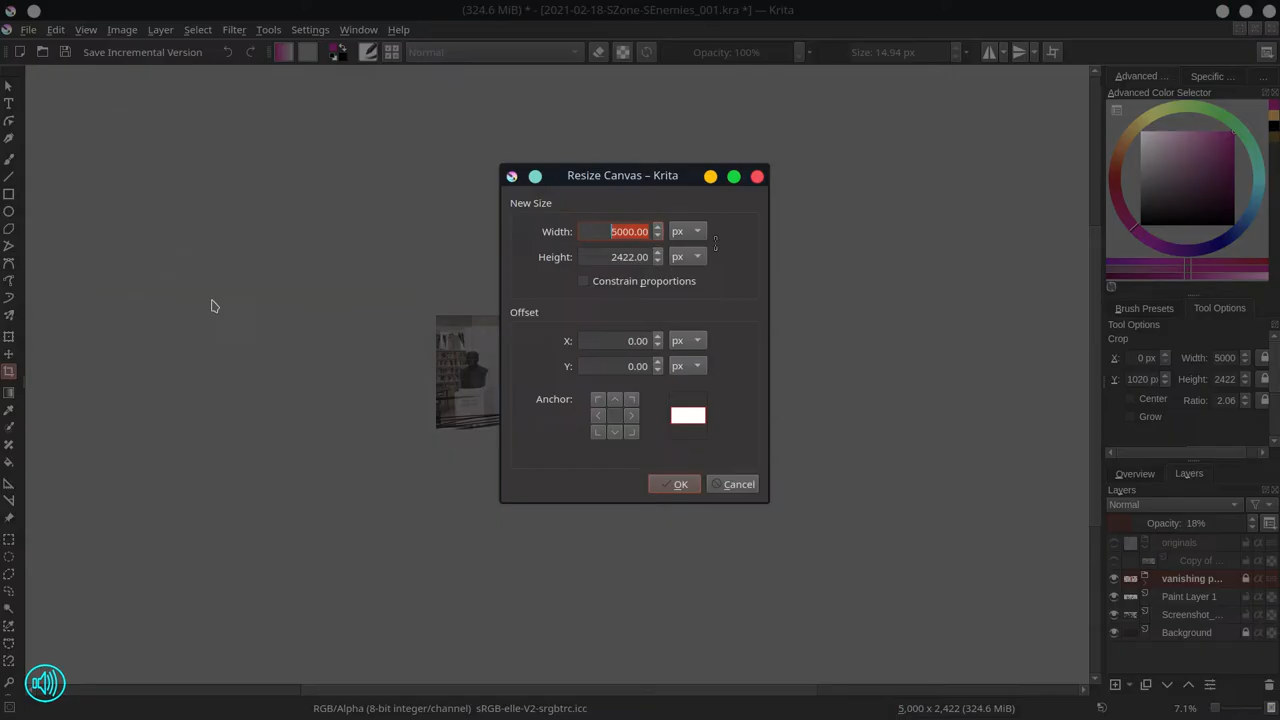 (324.6 MiB) * - [2021-02-18-SZone-SEnemies_001.kra *] — Krita
File Edit View Image Layer Select Filter Tools Settings Window Help
Save Incremental Version Normal Opacity: 100% Size: 14.94 px
Advanced ... Specific ... ...
Advanced Color Selector
Resize Canvas – Krita
New Size
Width: 5000.00 px
Height: 2422.00 px
Constrain proportions
Offset
X: 0.00 px
Y: 0.00 px
Anchor:
OK Cancel
Brush Presets Tool Options
Tool Options
Crop
X: 0 px Width: 5000
Y: 1020 px Height: 2422
Center Ratio: 2.06
Grow
Overview Layers
Layers
Normal
Opacity: 18%
originals
Copy of ...
vanishing p...
Paint Layer 1
Screenshot_...
Background
RGB/Alpha (8-bit integer/channel) sRGB-elle-V2-srgbtrc.icc 5,000 x 2,422 (324.6 MiB) 7.1%